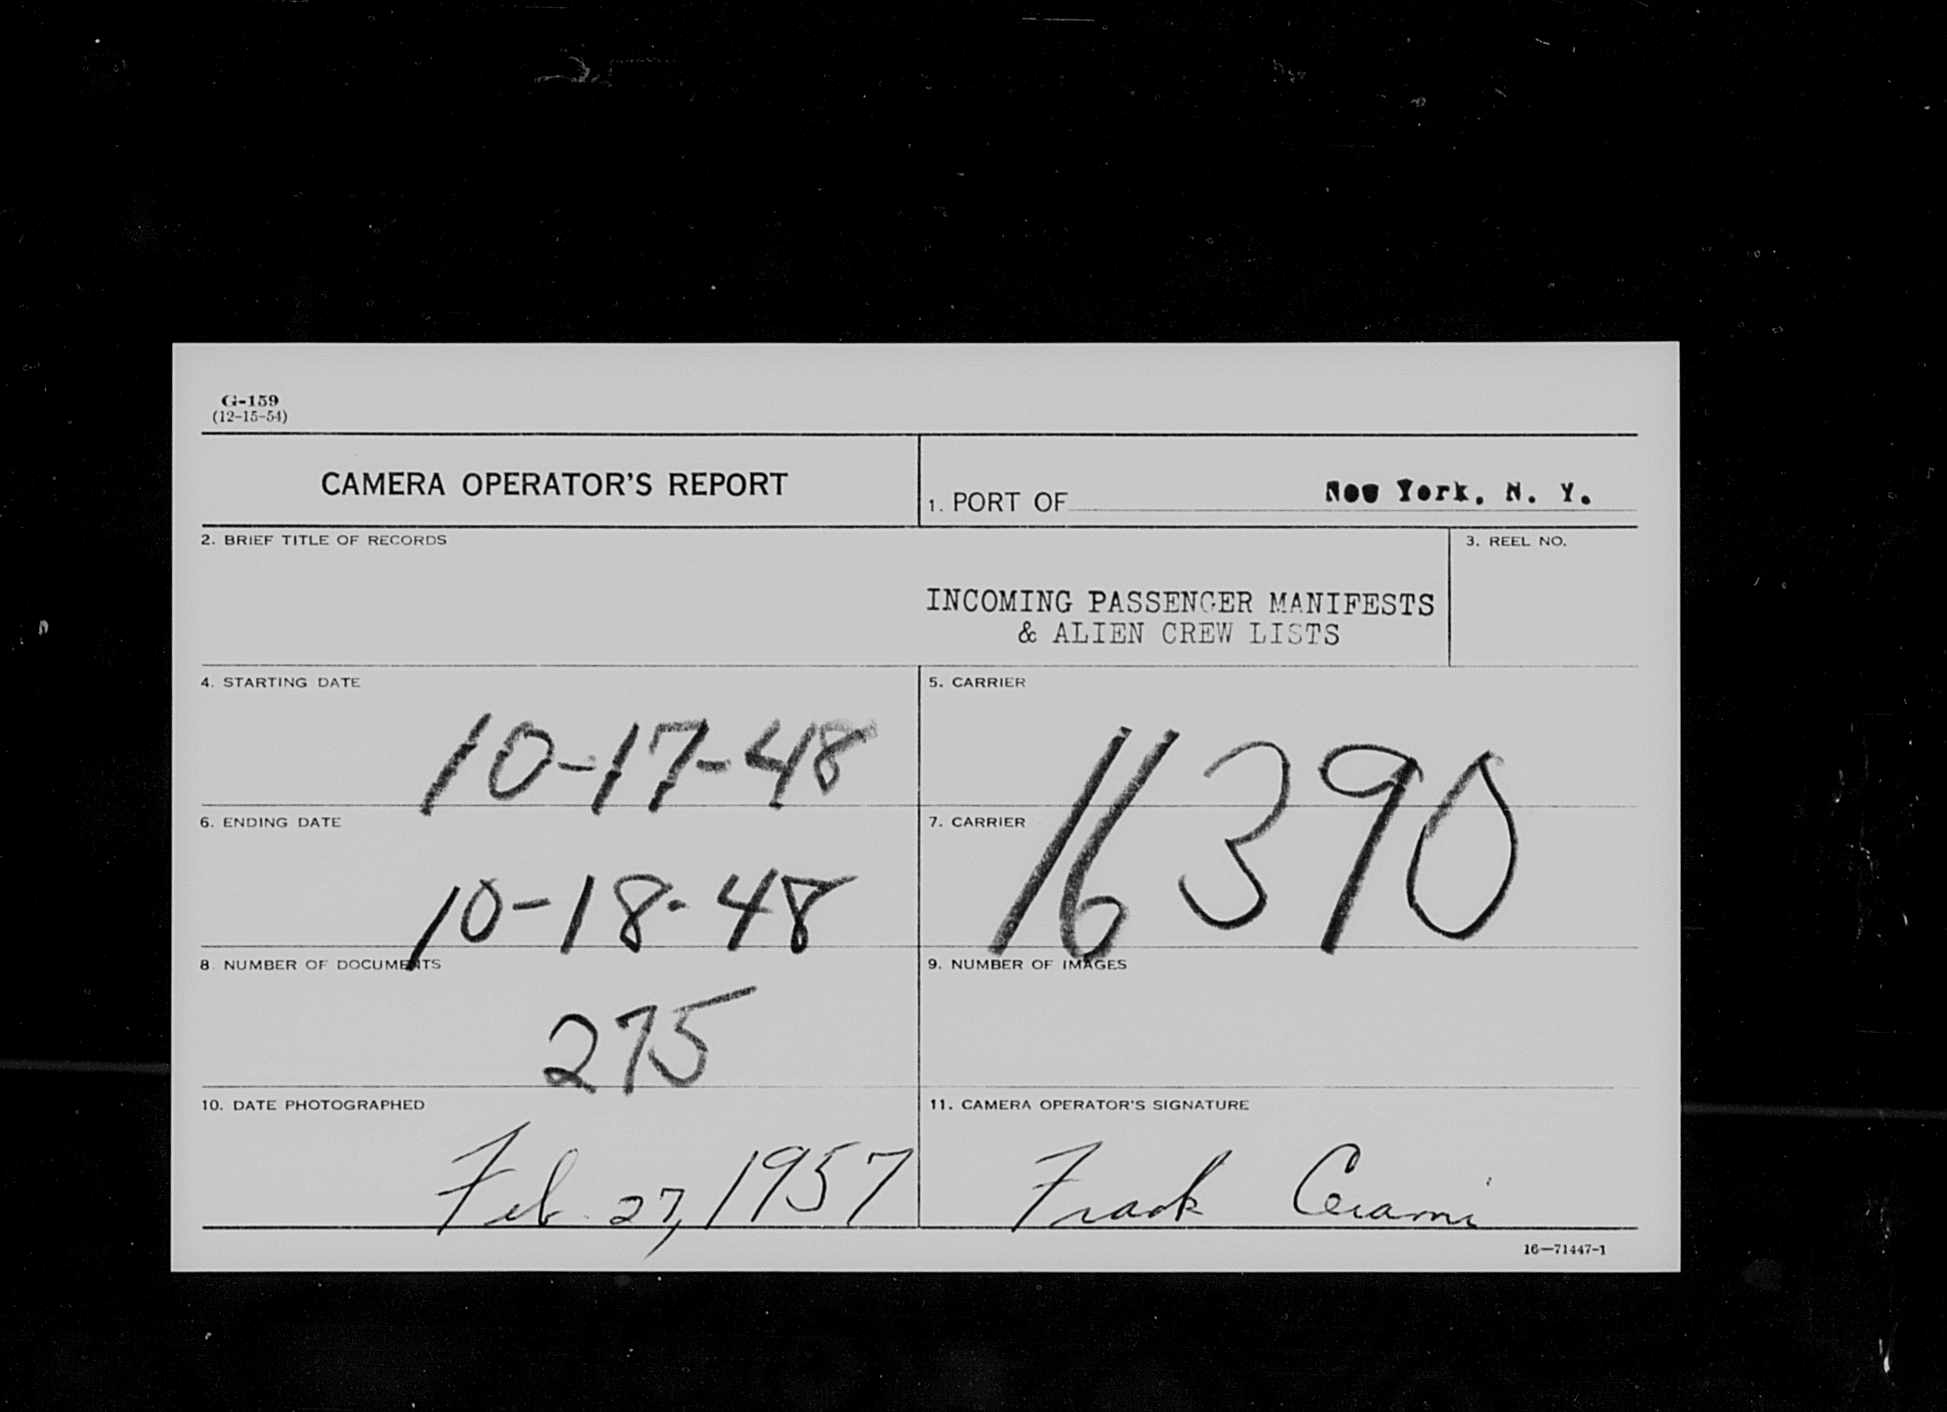 G-159
(12-15-54)
CAMERA OPERATOR'S REPORT
1. PORT OF New York, N. Y.
2. BRIEF TITLE OF RECORDS
3. REEL NO.
INCOMING PASSENGER MANIFESTS
& ALIEN CREW LISTS
4. STARTING DATE
10-17-48
5. CARRIER
16390
6. ENDING DATE
10-18-48
7. CARRIER
8. NUMBER OF DOCUMENTS
275
9. NUMBER OF IMAGES
10. DATE PHOTOGRAPHED
Feb. 27, 1957
11. CAMERA OPERATOR'S SIGNATURE
Frank Cerami
16—71447-1